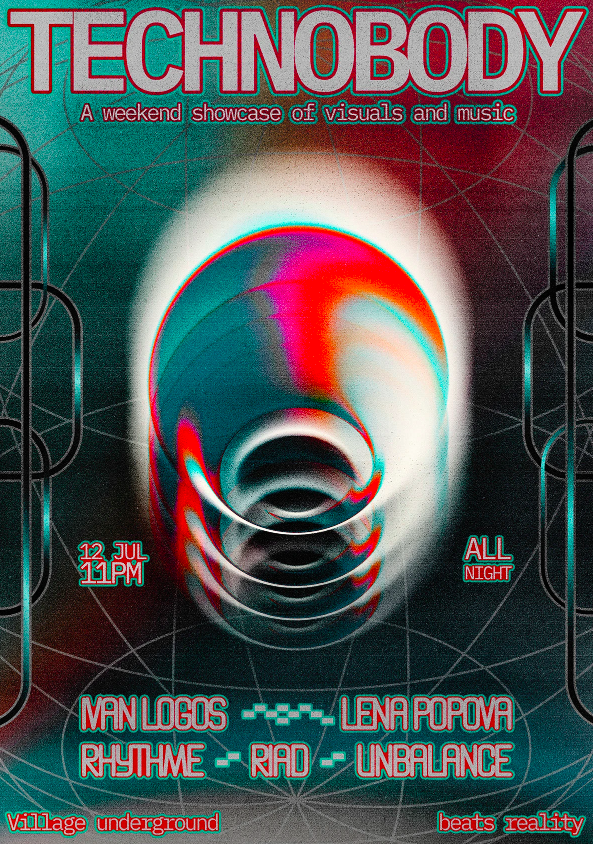 TECHNOBODY
A weekend showcase of visuals and music
12 JUL
11PM
ALL
NIGHT
IVAN LOGOS LENA POPOVA
RHYTHME RIAD UNBALANCE
Village underground beats reality